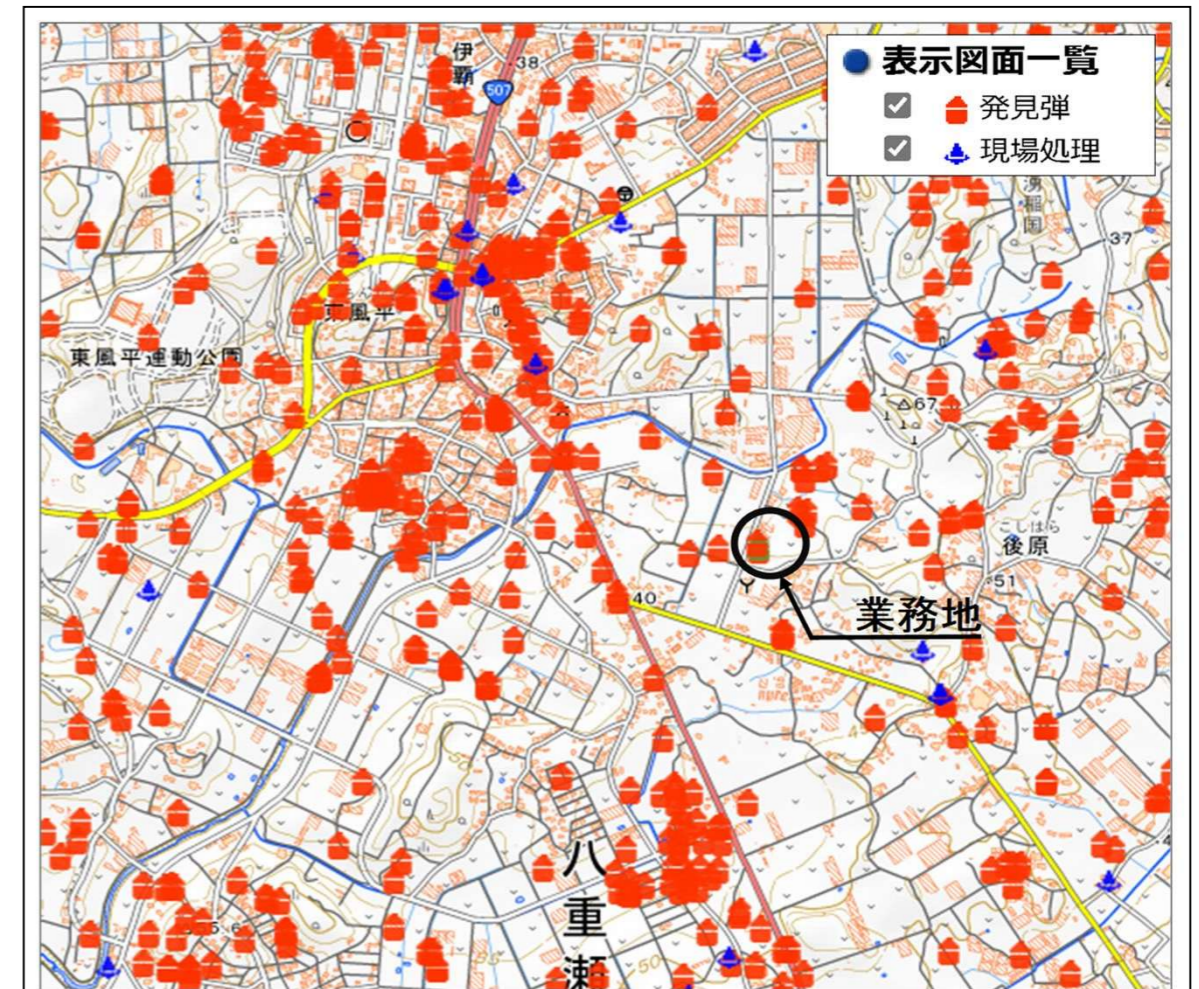 表示図面一覧
発見弾
現場処理
伊覇
38
507
湧稲国
37
東風平
東風平運動公園
67
こしはら
後原
51
40
業務地
八重瀬
50